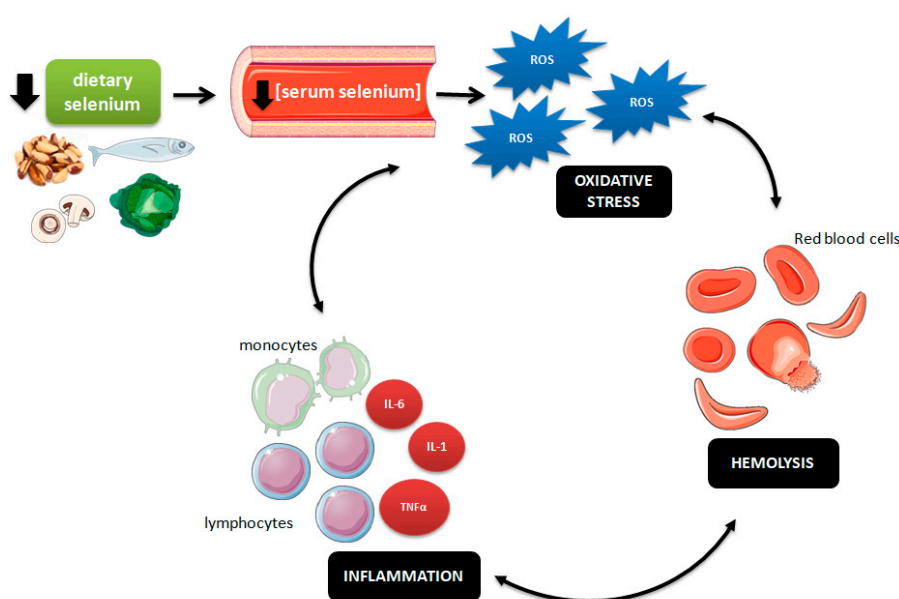 dietary
selenium
[serum selenium]
ROS
ROS
ROS
OXIDATIVE
STRESS
Red blood cells
monocytes
IL-6
IL-1
TNFα
lymphocytes
HEMOLYSIS
INFLAMMATION